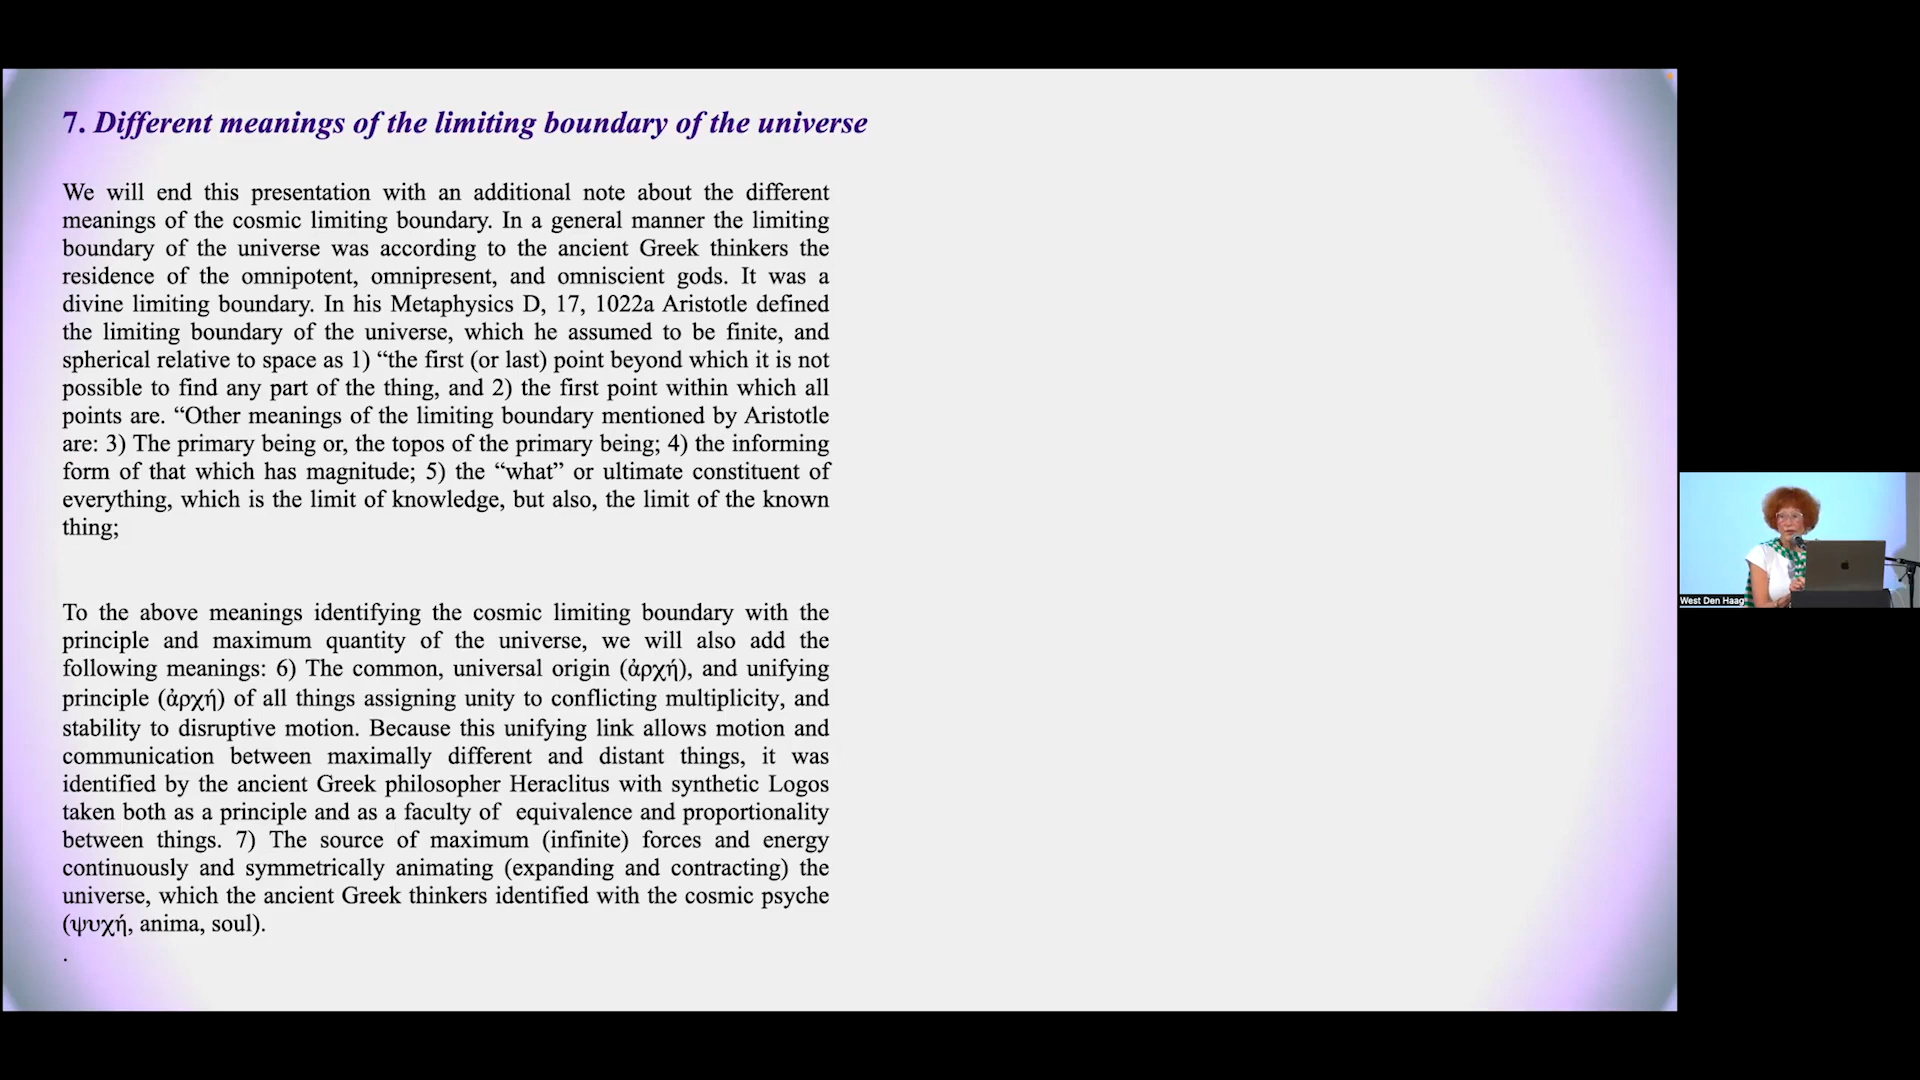 7. Different meanings of the limiting boundary of the universe
We will end this presentation with an additional note about the different
meanings of the cosmic limiting boundary. In a general manner the limiting
boundary of the universe was according to the ancient Greek thinkers the
residence of the omnipotent, omnipresent, and omniscient gods. It was a
divine limiting boundary. In his Metaphysics D, 17, 1022a Aristotle defined
the limiting boundary of the universe, which he assumed to be finite, and
spherical relative to space as 1) “the first (or last) point beyond which it is not
possible to find any part of the thing, and 2) the first point within which all
points are. “Other meanings of the limiting boundary mentioned by Aristotle
are: 3) The primary being or, the topos of the primary being; 4) the informing
form of that which has magnitude; 5) the “what” or ultimate constituent of
everything, which is the limit of knowledge, but also, the limit of the known
thing;
To the above meanings identifying the cosmic limiting boundary with the
principle and maximum quantity of the universe, we will also add the
following meanings: 6) The common, universal origin (ἀρχή), and unifying
principle (ἀρχή) of all things assigning unity to conflicting multiplicity, and
stability to disruptive motion. Because this unifying link allows motion and
communication between maximally different and distant things, it was
identified by the ancient Greek philosopher Heraclitus with synthetic Logos
taken both as a principle and as a faculty of equivalence and proportionality
between things. 7) The source of maximum (infinite) forces and energy
continuously and symmetrically animating (expanding and contracting) the
universe, which the ancient Greek thinkers identified with the cosmic psyche
(ψυχή, anima, soul).
.
West Den Haag